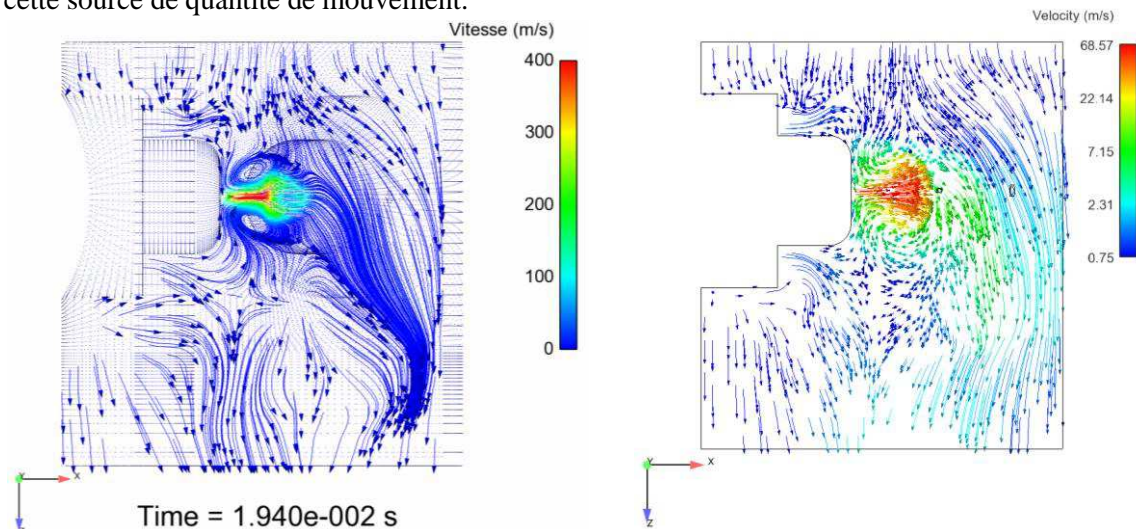 cette source de quantité de mouvement.
Vitesse (m/s)
400
300
200
100
0
Y
X
Time = 1.940e-002 s
Velocity (m/s)
68.57
22.14
7.15
2.31
0.75
Y
X
Z